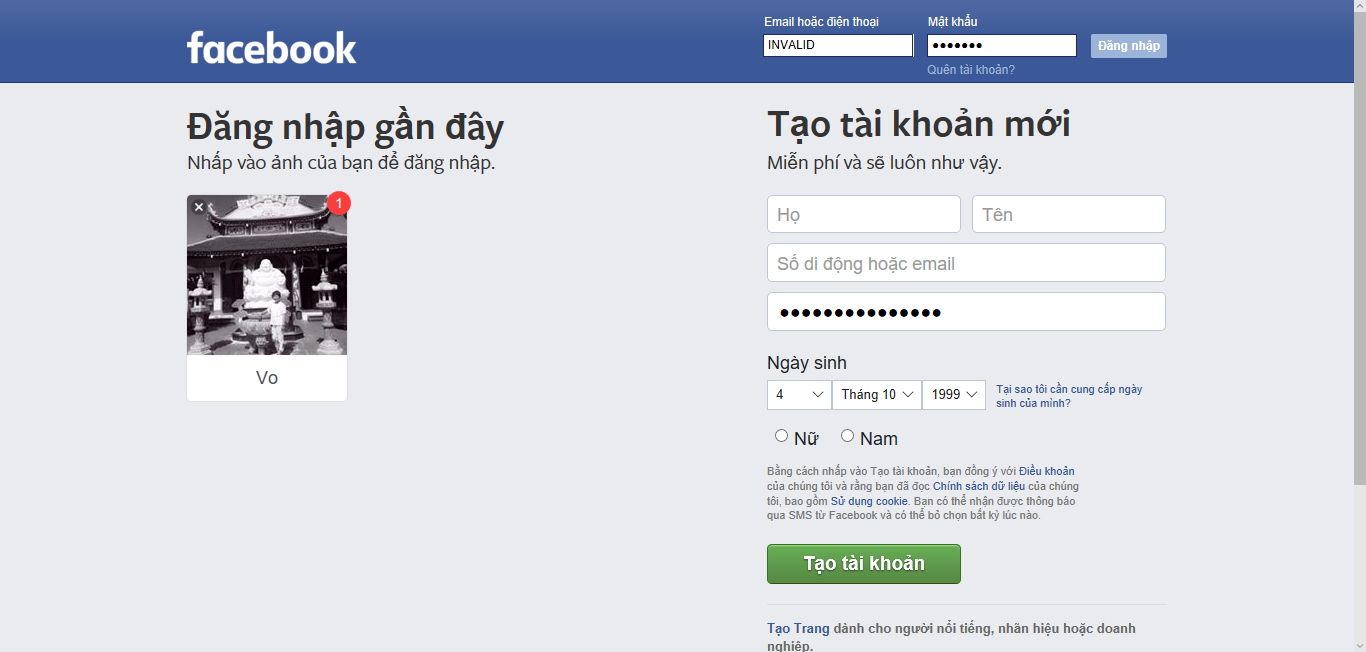 facebook
Email hoặc điện thoại
Mật khẩu
INVALID
●●●●●●●
Đăng nhập
Quên tài khoản?
Đăng nhập gần đây
Nhấp vào ảnh của bạn để đăng nhập.
1
Vo
Tạo tài khoản mới
Miễn phí và sẽ luôn như vậy.
Họ
Tên
Số di động hoặc email
●●●●●●●●●●●●●●●
Ngày sinh
4
Tháng 10
1999
Tại sao tôi cần cung cấp ngày
sinh của mình?
Nữ
Nam
Bằng cách nhấp vào Tạo tài khoản, bạn đồng ý với Điều khoản
của chúng tôi và rằng bạn đã đọc Chính sách dữ liệu của chúng
tôi, bao gồm Sử dụng cookie. Bạn có thể nhận được thông báo
qua SMS từ Facebook và có thể bỏ chọn bất kỳ lúc nào.
Tạo tài khoản
Tạo Trang dành cho người nổi tiếng, nhãn hiệu hoặc doanh
nghiệp.